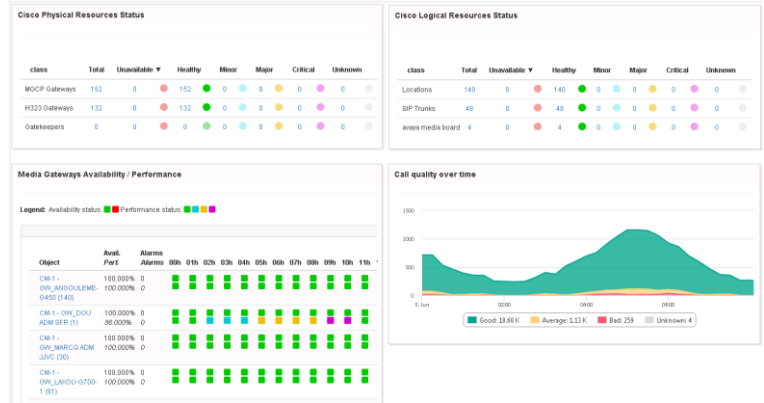 Cisco Physical Resources Status
class Total Unavailable ▼ Healthy Minor Major Critical Unknown
MGCP Gateways 152 0 152 0 0 0 0
H323 Gateways 132 0 132 0 0 0 0
Gatekeepers 0 0 0 0 0 0 0
Cisco Logical Resources Status
class Total Unavailable ▼ Healthy Minor Major Critical Unknown
Locations 140 0 140 0 0 0 0
SIP Trunks 48 0 48 0 0 0 0
avaya media board 4 0 4 0 0 0 0
Media Gateways Availability / Performance
Legend: Availability status: Performance status:
Avail. Alarms
Object Perf. Alarms 00h 01h 02h 03h 04h 05h 06h 07h 08h 09h 10h 11h
CM-1 - 100.000% 0
GW_ANGOULEME- 100.000% 0
G450 (140)
CM-1 - GW_DOU 100.000% 0
ADM SFR (1) 86.000% 0
CM-1 - 100.000% 0
GW_MARCQ ADM 100.000% 0
JJVC (30)
CM-1 - 100.000% 0
GW_LAXOU-G700- 100.000% 0
1 (81)
Call quality over time
1500
1000
500
0
5. Jun 02:00 04:00 06:00
Good: 18,68 K Average: 1,13 K Bad: 259 Unknown: 4